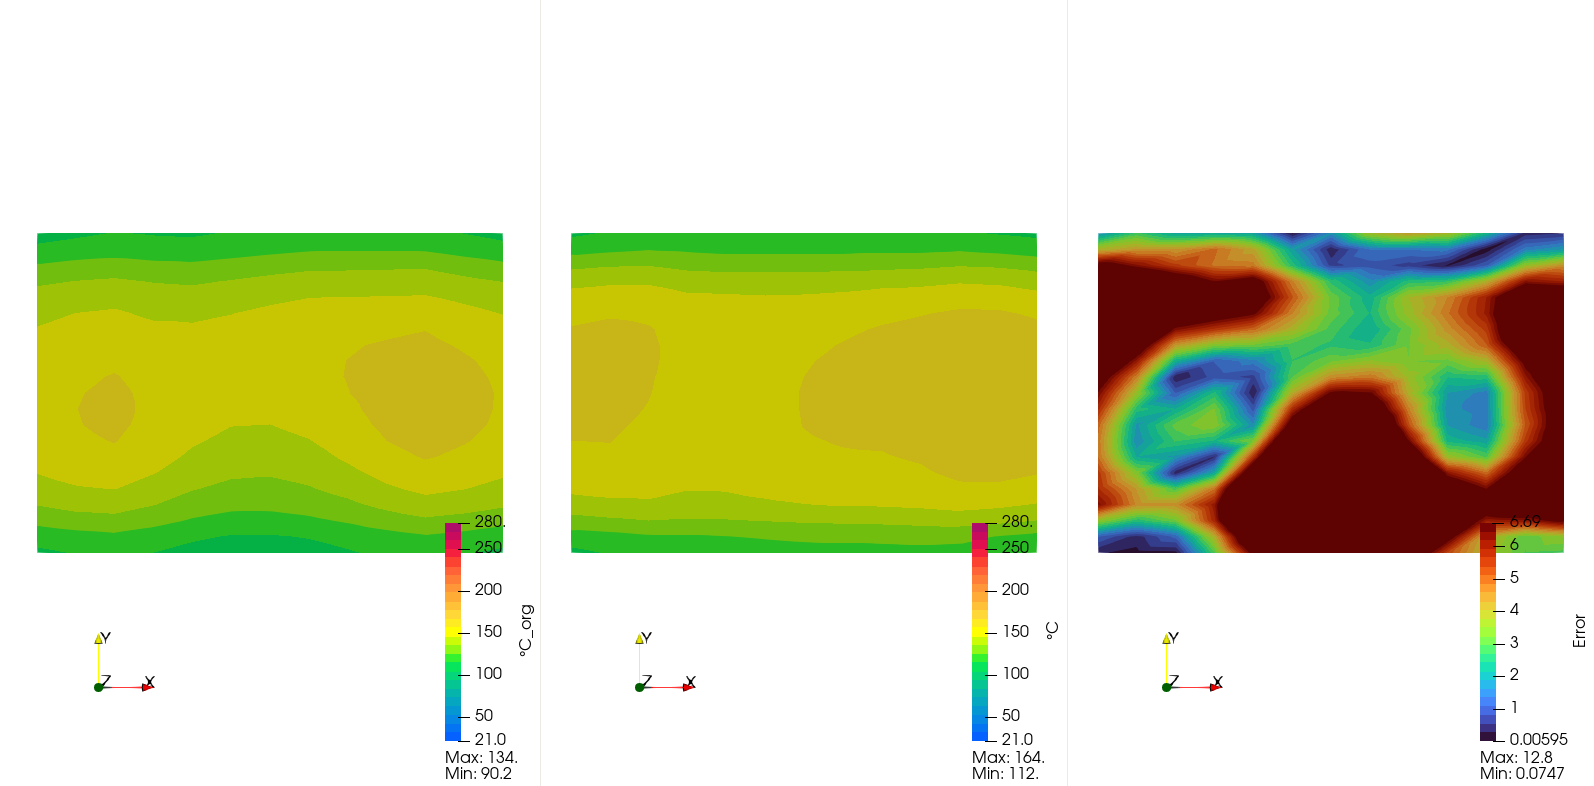 280.
250
200
150
100
50
21.0
°C_org
Max: 134.
Min: 90.2
Y
Z
X
280.
250
200
150
100
50
21.0
°C
Max: 164.
Min: 112.
Y
Z
X
6.69
6
5
4
3
2
1
0.00595
Error
Max: 12.8
Min: 0.0747
Y
Z
X